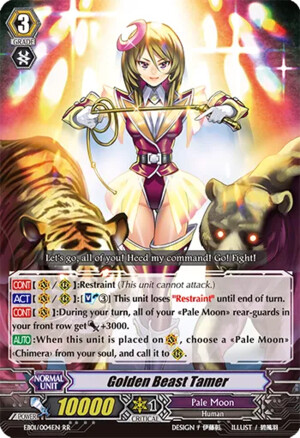 3
GRADE
Let's go, all of you! Heed my command! Go! Fight!
CONT [ ]:Restraint (This unit cannot attack.)
ACT [ ]:[ (3)] This unit loses "Restraint" until end of turn.
CONT [ ]:During your turn, all of your «Pale Moon» rear-guards in
your front row get +3000.
AUTO:When this unit is placed on , choose a «Pale Moon»
«Chimera» from your soul, and call it to .
NORMAL
UNIT
Golden Beast Tamer
POWER
10000
1
CRITICAL
Pale Moon
Human
EB01/004EN RR
DESIGN / 伊藤彰
ILLUST /